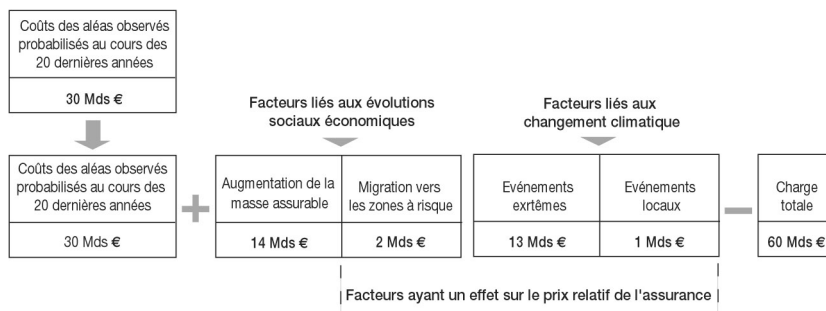 Coûts des aléas observés
probabilisés au cours des
20 dernières années
30 Mds €
Facteurs liés aux évolutions
sociaux économiques
Facteurs liés aux
changement climatique
Coûts des aléas observés
probabilisés au cours des
20 dernières années
30 Mds €
+
Augmentation de la
masse assurable
14 Mds €
Migration vers
les zones à risque
2 Mds €
Evénements
exrtêmes
13 Mds €
Evénements
locaux
1 Mds €
Charge
totale
60 Mds €
Facteurs ayant un effet sur le prix relatif de l'assurance